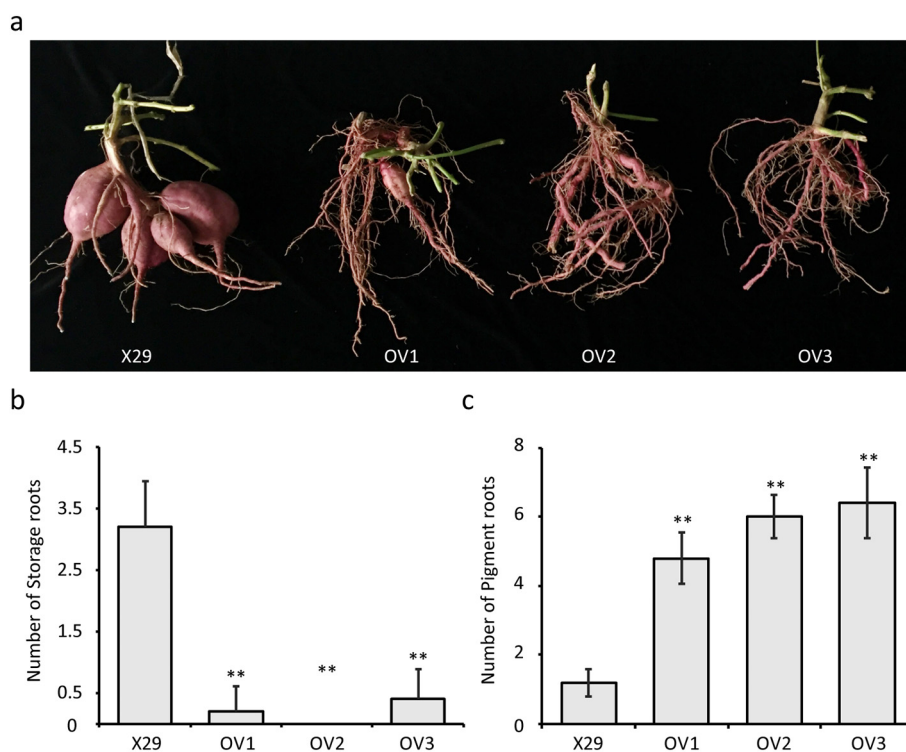 a
X29 OV1 OV2 OV3
b
Number of Storage roots
4.5
3.5
2.5
1.5
0.5
0
**
**
**
X29 OV1 OV2 OV3
c
Number of Pigment roots
8
6
4
2
0
**
**
**
X29 OV1 OV2 OV3